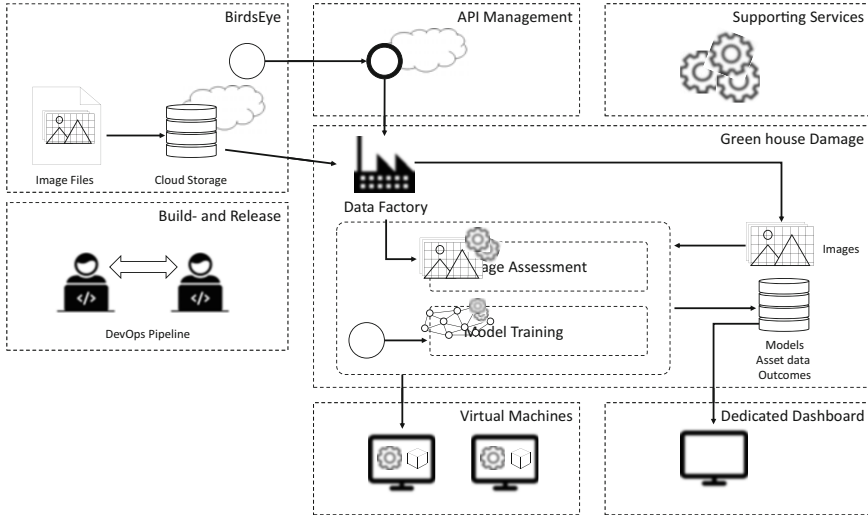 BirdsEye
API Management
Supporting Services
Image Files
Cloud Storage
Green house Damage
Data Factory
Build- and Release
</>
</>
DevOps Pipeline
Images
age Assessment
Model Training
Models
Asset data
Outcomes
Virtual Machines
Dedicated Dashboard